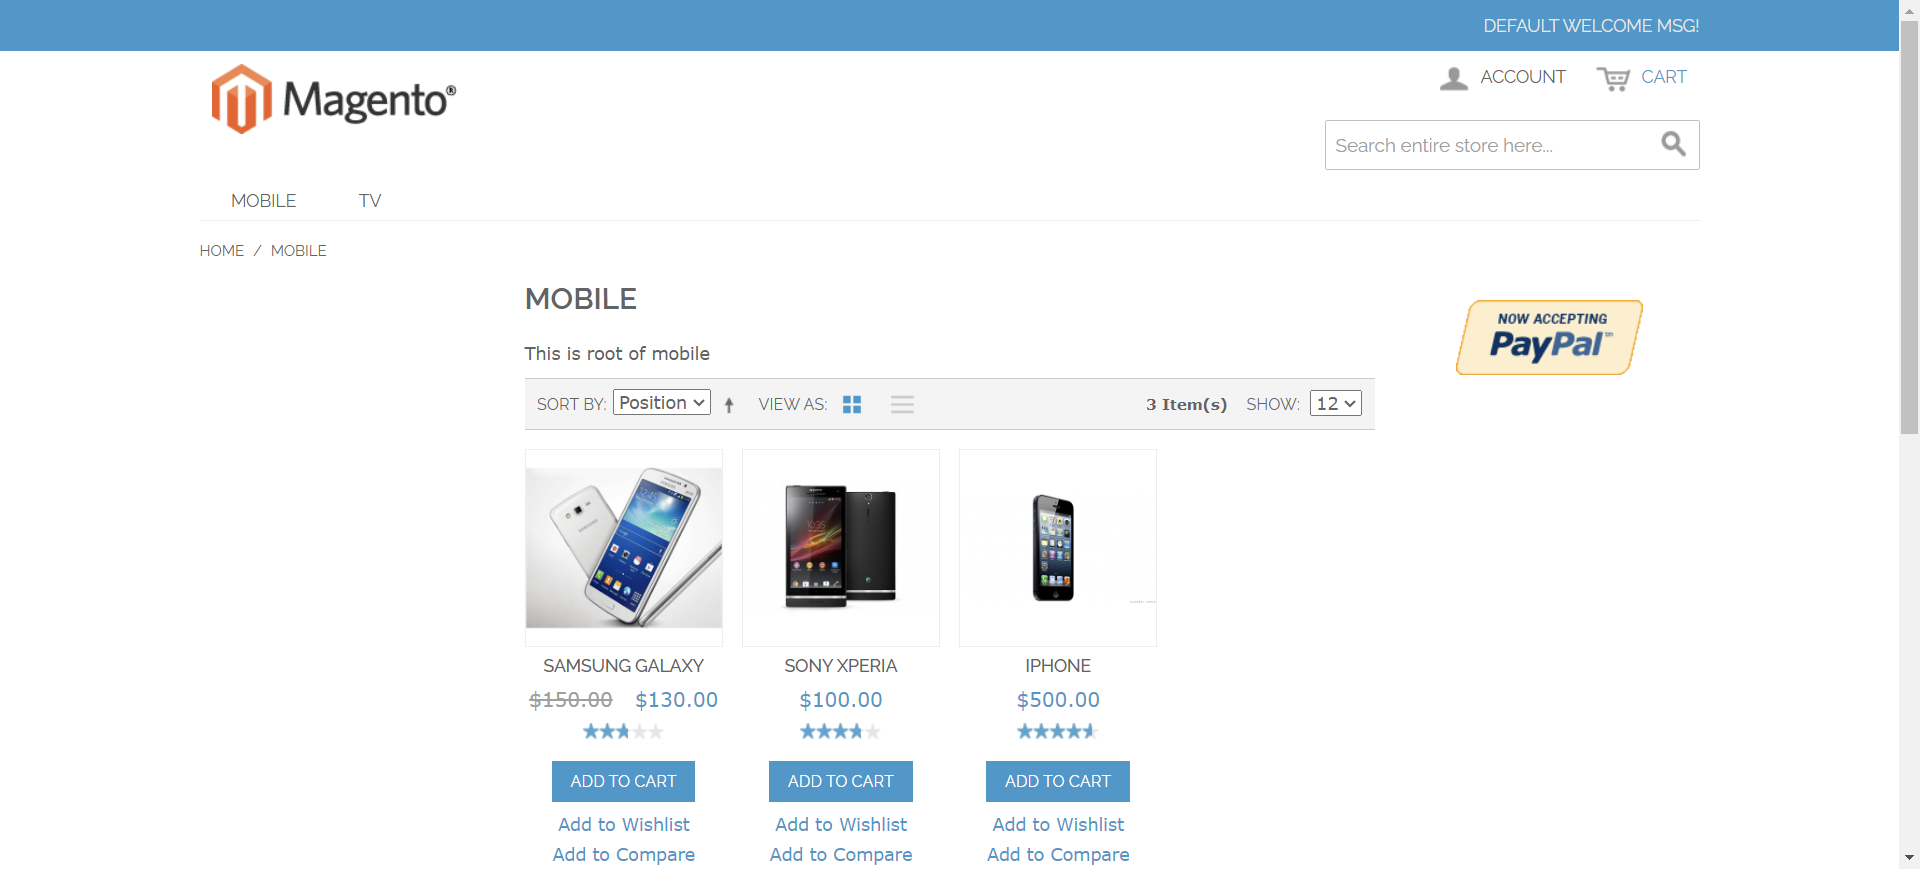 DEFAULT WELCOME MSG!
Magento®
ACCOUNT
CART
Search entire store here...
MOBILE
TV
HOME / MOBILE
MOBILE
NOW ACCEPTING
PayPal
This is root of mobile
SORT BY: Position
VIEW AS:
3 Item(s)
SHOW: 12
SAMSUNG GALAXY
$150.00 $130.00
ADD TO CART
Add to Wishlist
Add to Compare
SONY XPERIA
$100.00
ADD TO CART
Add to Wishlist
Add to Compare
IPHONE
$500.00
ADD TO CART
Add to Wishlist
Add to Compare